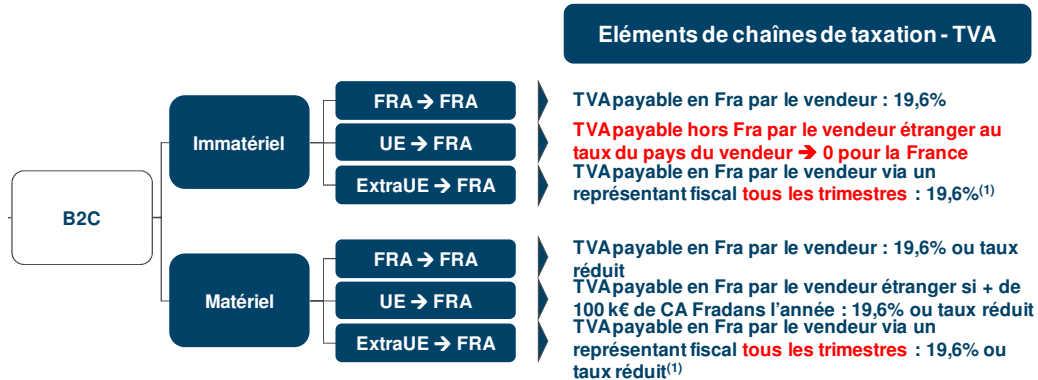 Eléments de chaînes de taxation - TVA
B2C
Immatériel
FRA → FRA
TVA payable en Fra par le vendeur : 19,6%
UE → FRA
TVA payable hors Fra par le vendeur étranger au
taux du pays du vendeur → 0 pour la France
ExtraUE → FRA
TVA payable en Fra par le vendeur via un
représentant fiscal tous les trimestres : 19,6%(1)
Matériel
FRA → FRA
TVA payable en Fra par le vendeur : 19,6% ou taux
réduit
UE → FRA
TVA payable en Fra par le vendeur étranger si + de
100 k€ de CA Fra dans l'année : 19,6% ou taux réduit
ExtraUE → FRA
TVA payable en Fra par le vendeur via un
représentant fiscal tous les trimestres : 19,6% ou
taux réduit(1)